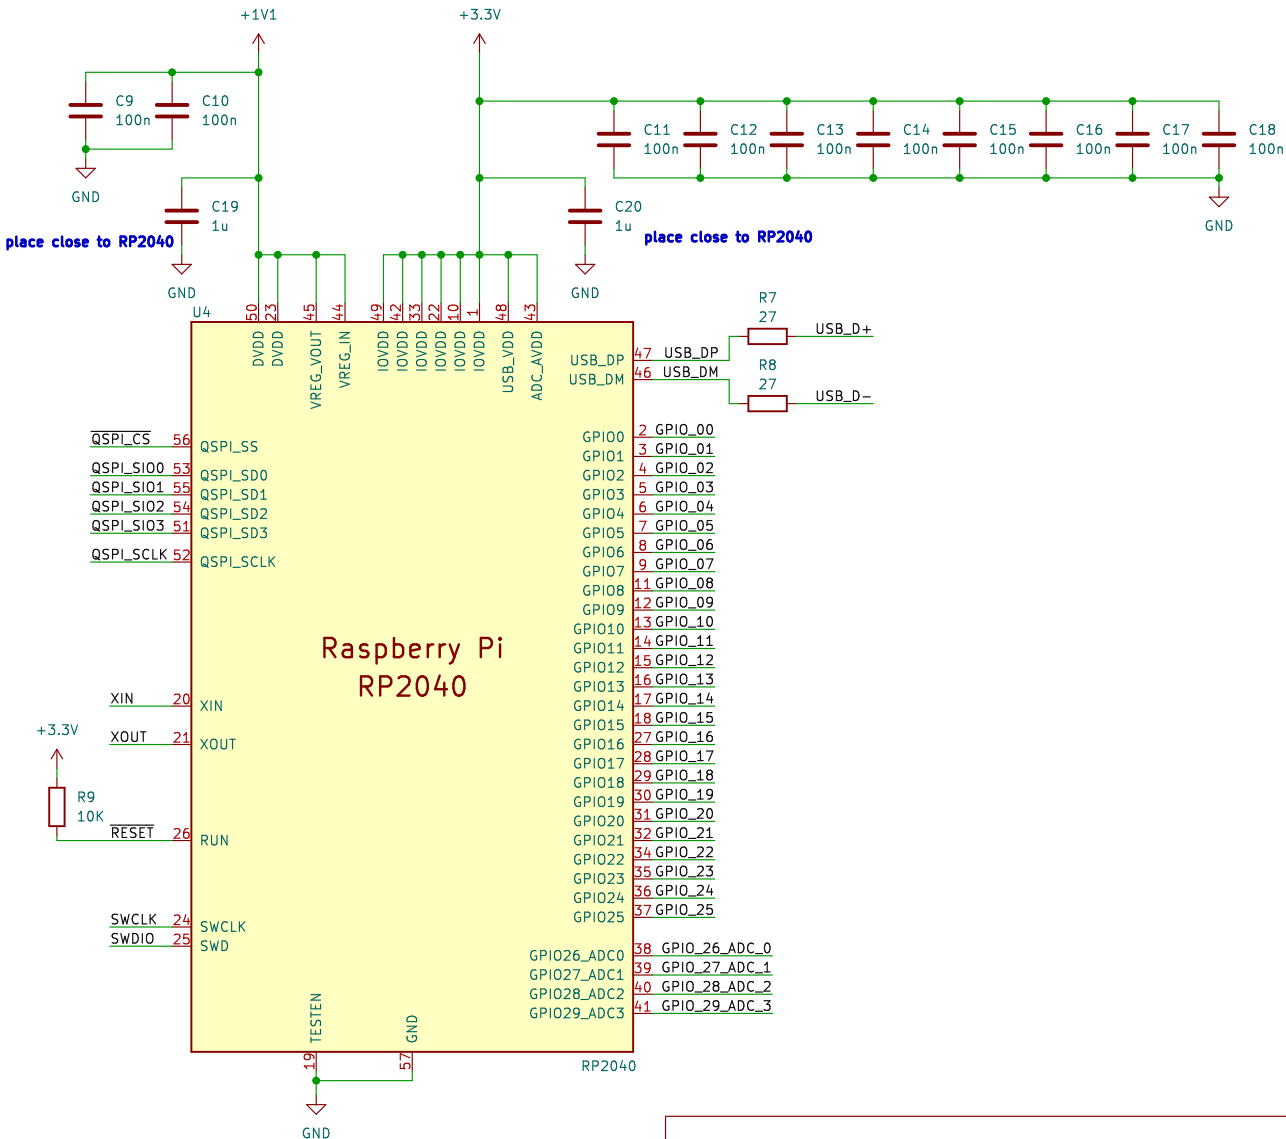 +1V1
+3.3V
C9
100n
C10
100n
C11
100n
C12
100n
C13
100n
C14
100n
C15
100n
C16
100n
C17
100n
C18
100n
GND
C19
1u
C20
1u
place close to RP2040
place close to RP2040
GND
GND
GND
U4
50
23
45
44
49
42
33
22
10
1
48
43
DVDD
DVDD
VREG_VOUT
VREG_IN
IOVDD
IOVDD
IOVDD
IOVDD
IOVDD
IOVDD
USB_VDD
ADC_AVDD
R7
27
USB_D+
USB_DP 47 USB_DP
USB_DM 46 USB_DM
R8
27
USB_D-
QSPI_CS 56 QSPI_SS
QSPI_SIO0 53 QSPI_SD0
QSPI_SIO1 55 QSPI_SD1
QSPI_SIO2 54 QSPI_SD2
QSPI_SIO3 51 QSPI_SD3
QSPI_SCLK 52 QSPI_SCLK
GPIO0 2 GPIO_00
GPIO1 3 GPIO_01
GPIO2 4 GPIO_02
GPIO3 5 GPIO_03
GPIO4 6 GPIO_04
GPIO5 7 GPIO_05
GPIO6 8 GPIO_06
GPIO7 9 GPIO_07
GPIO8 11 GPIO_08
GPIO9 12 GPIO_09
GPIO10 13 GPIO_10
GPIO11 14 GPIO_11
GPIO12 15 GPIO_12
GPIO13 16 GPIO_13
GPIO14 17 GPIO_14
GPIO15 18 GPIO_15
GPIO16 27 GPIO_16
GPIO17 28 GPIO_17
GPIO18 29 GPIO_18
GPIO19 30 GPIO_19
GPIO20 31 GPIO_20
GPIO21 32 GPIO_21
GPIO22 34 GPIO_22
GPIO23 35 GPIO_23
GPIO24 36 GPIO_24
GPIO25 37 GPIO_25
Raspberry Pi
RP2040
XIN 20 XIN
XOUT 21 XOUT
+3.3V
R9
10K
RESET 26 RUN
SWCLK 24 SWCLK
SWDIO 25 SWD
GPIO26_ADC0 38 GPIO_26_ADC_0
GPIO27_ADC1 39 GPIO_27_ADC_1
GPIO28_ADC2 40 GPIO_28_ADC_2
GPIO29_ADC3 41 GPIO_29_ADC_3
TESTEN
GND
19
57
RP2040
GND